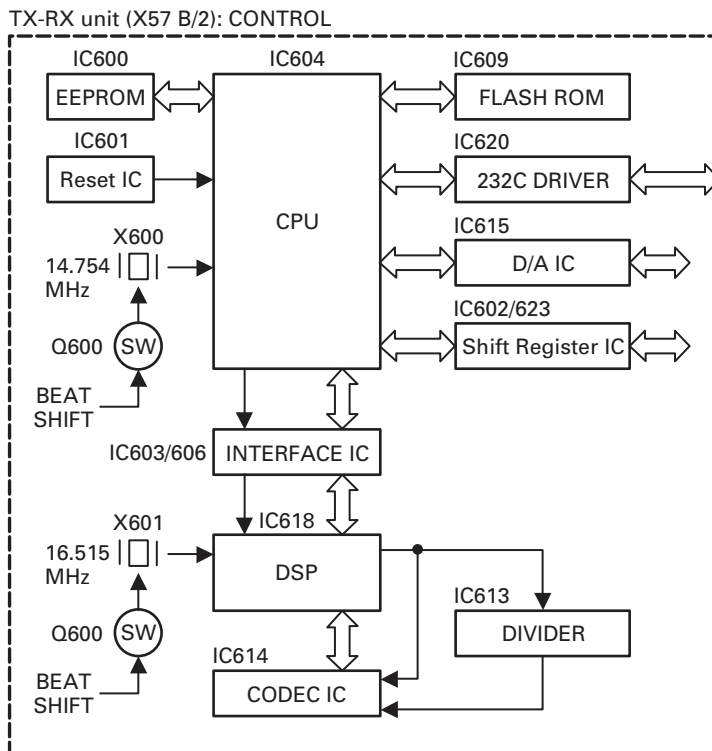 TX-RX unit (X57 B/2): CONTROL
IC600
EEPROM
IC601
Reset IC
X600
14.754
MHz
Q600
SW
BEAT
SHIFT
IC604
CPU
IC609
FLASH ROM
IC620
232C DRIVER
IC615
D/A IC
IC602/623
Shift Register IC
IC603/606
INTERFACE IC
X601
16.515
MHz
Q600
SW
BEAT
SHIFT
IC618
DSP
IC613
DIVIDER
IC614
CODEC IC